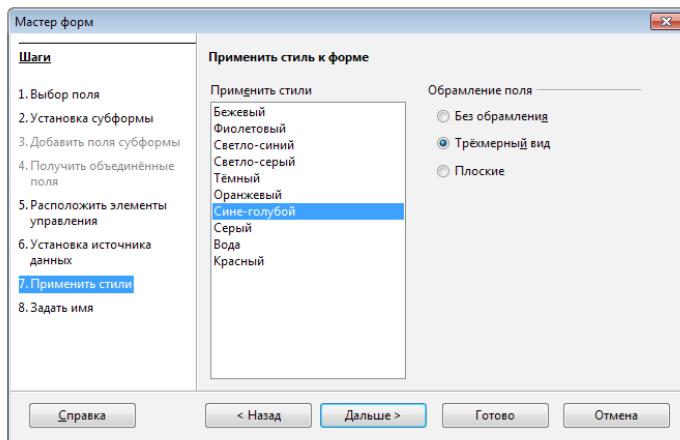 Мастер форм
Шаги
1. Выбор поля
2. Установка субформы
3. Добавить поля субформы
4. Получить объединённые
поля
5. Расположить элементы
управления
6. Установка источника
данных
7. Применить стили
8. Задать имя
Применить стиль к форме
Применить стили
Бежевый
Фиолетовый
Светло-синий
Светло-серый
Тёмный
Оранжевый
Сине-голубой
Серый
Вода
Красный
Обрамление поля
Без обрамления
Трёхмерный вид
Плоские
Справка
< Назад
Дальше >
Готово
Отмена